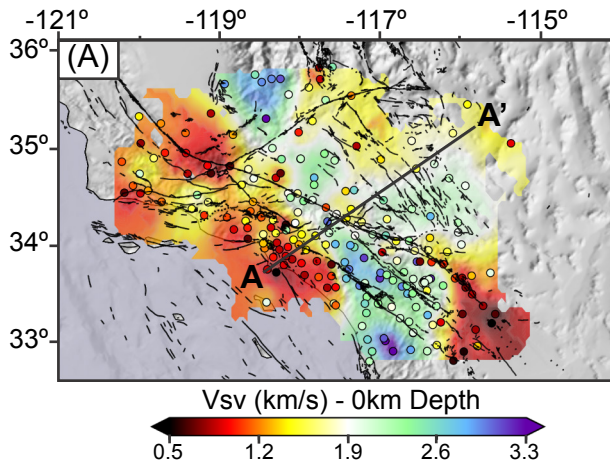 -121º -119º -117º -115º
36º
(A)
A'
35º
34º
A
33º
Vsv (km/s) - 0km Depth
0.5 1.2 1.9 2.6 3.3